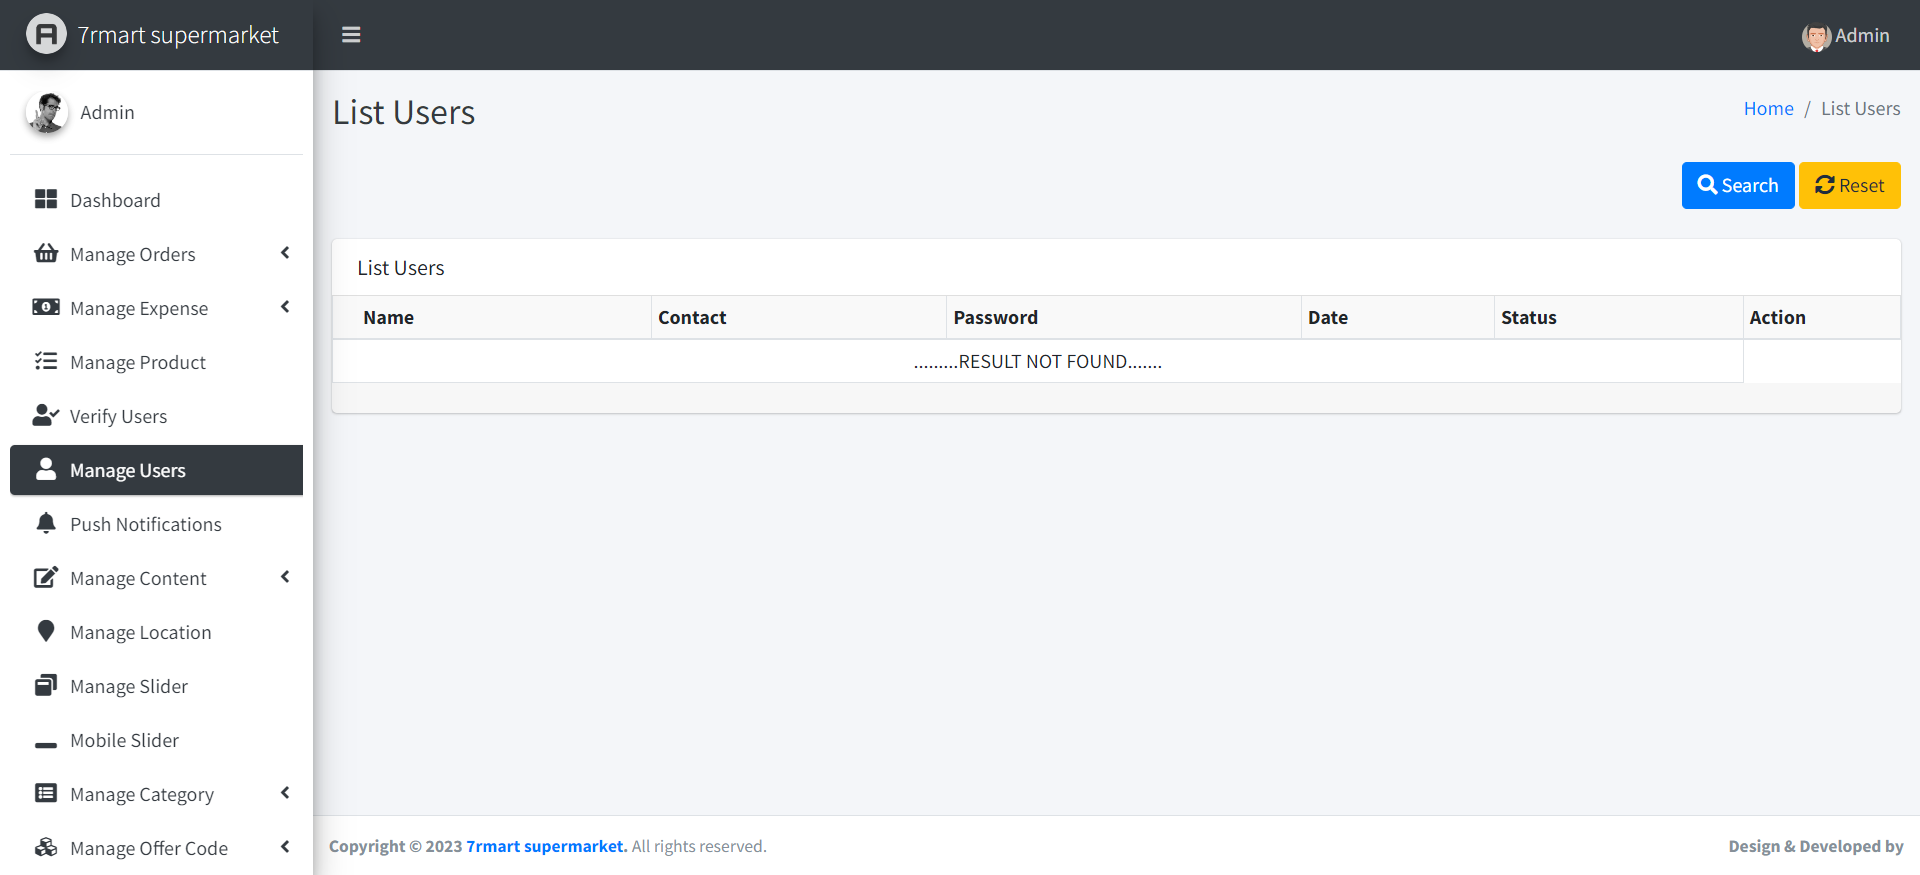 7rmart supermarket
Admin
Admin
Dashboard
Manage Orders
Manage Expense
Manage Product
Verify Users
Manage Users
Push Notifications
Manage Content
Manage Location
Manage Slider
Mobile Slider
Manage Category
Manage Offer Code
List Users
Home / List Users
Search
Reset
List Users
Name Contact Password Date Status Action
.........RESULT NOT FOUND.......
Copyright © 2023 7rmart supermarket. All rights reserved.
Design & Developed by